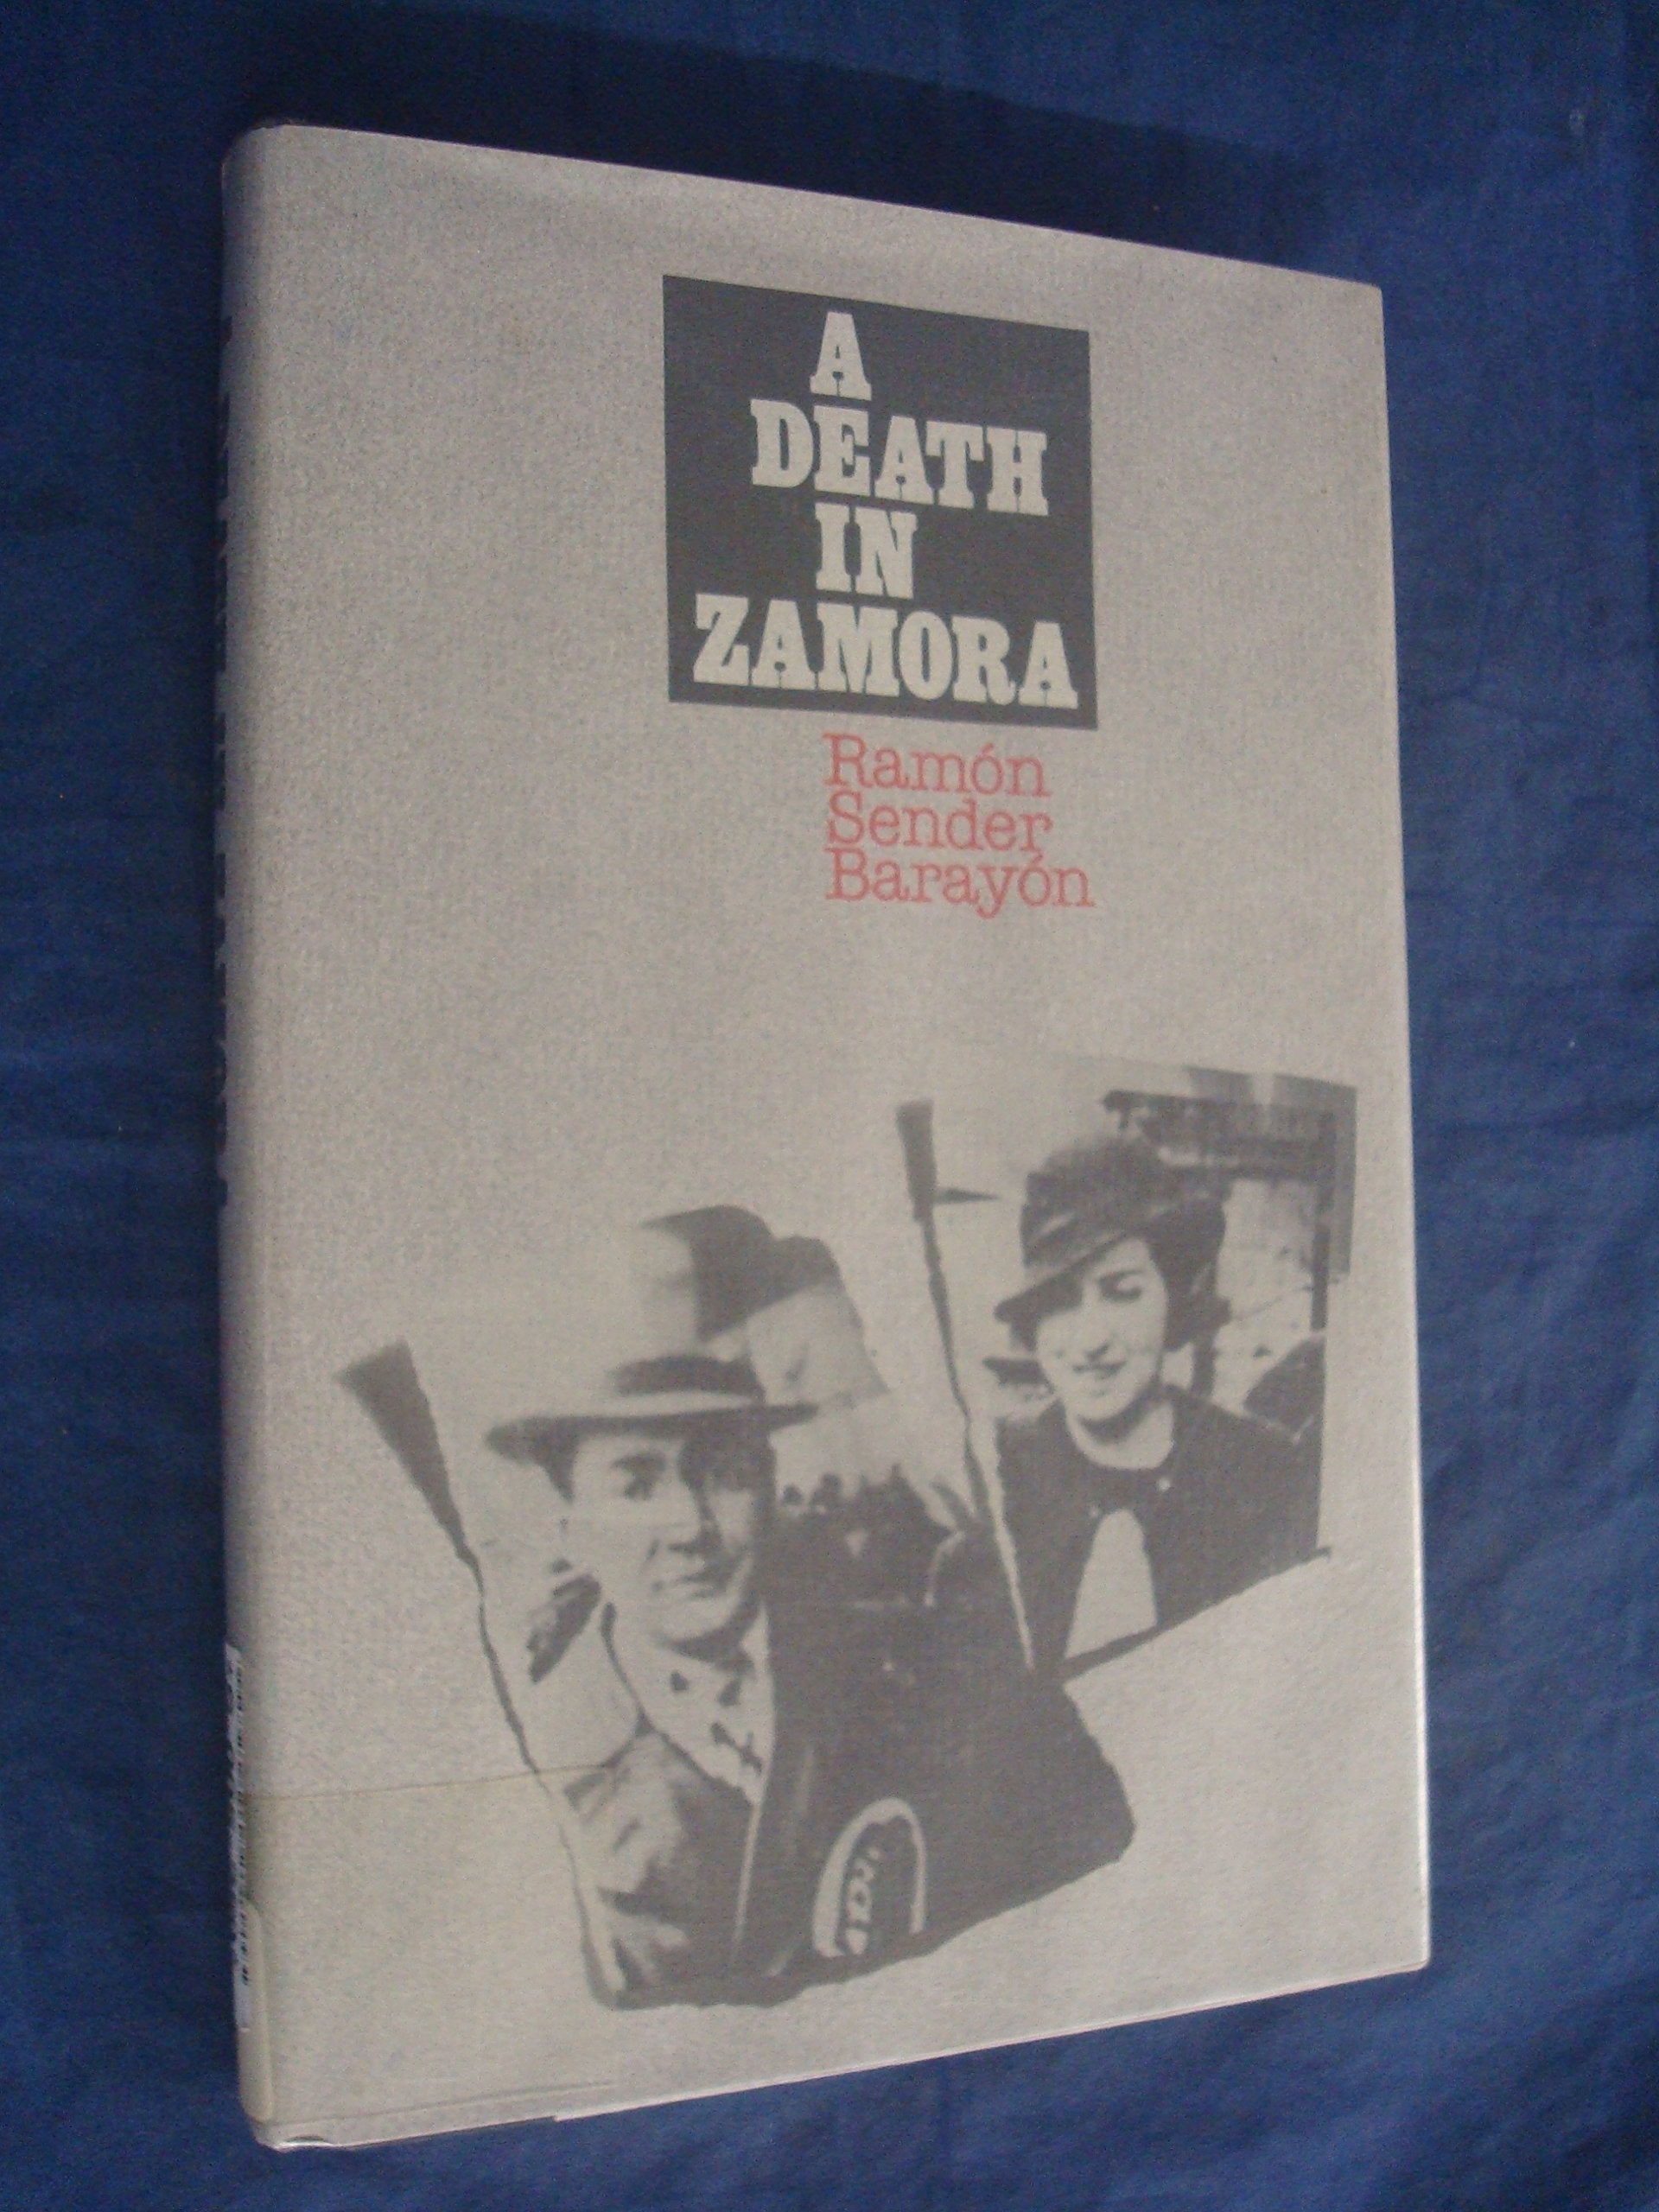 A
DEATH
IN
ZAMORA
Ramón
Sender
Barayón